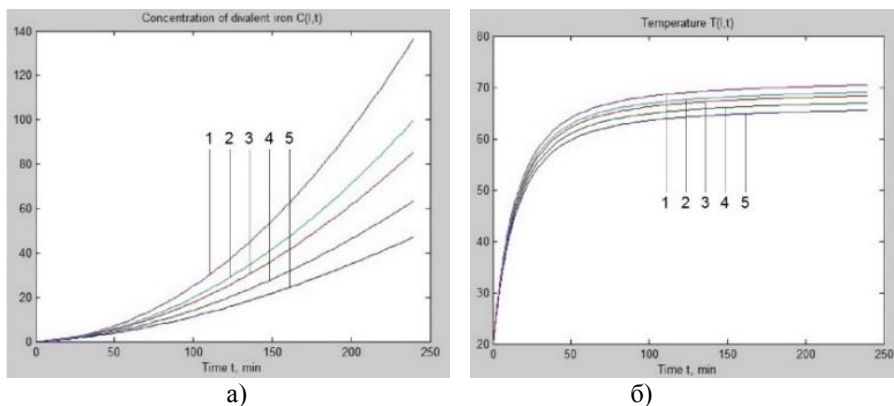 Concentration of divalent iron C(l,t)
140
120
100
80
60
40
20
0
1 2 3 4 5
0 50 100 150 200 250
Time t, min
а)
Temperature T(l,t)
80
70
60
50
40
30
20
1 2 3 4 5
0 50 100 150 200 250
Time t, min
б)